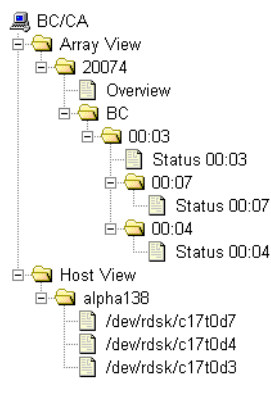 BC/CA
Array View
20074
Overview
BC
00:03
Status 00:03
00:07
Status 00:07
00:04
Status 00:04
Host View
alpha138
/dev/rdsk/c17t0d7
/dev/rdsk/c17t0d4
/dev/rdsk/c17t0d3